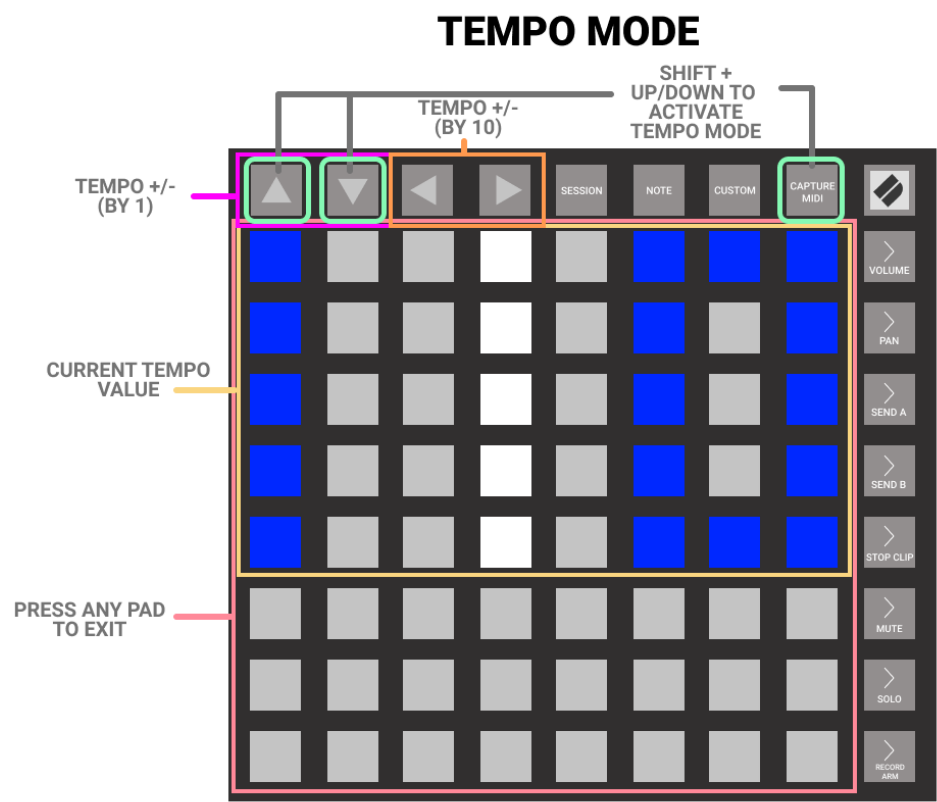 TEMPO MODE
SHIFT +
UP/DOWN TO
ACTIVATE
TEMPO MODE
TEMPO +/-
(BY 10)
TEMPO +/-
(BY 1)
SESSION
NOTE
CUSTOM
CAPTURE
MIDI
VOLUME
PAN
CURRENT TEMPO
VALUE
SEND A
SEND B
STOP CLIP
PRESS ANY PAD
TO EXIT
MUTE
SOLO
RECORD
ARM